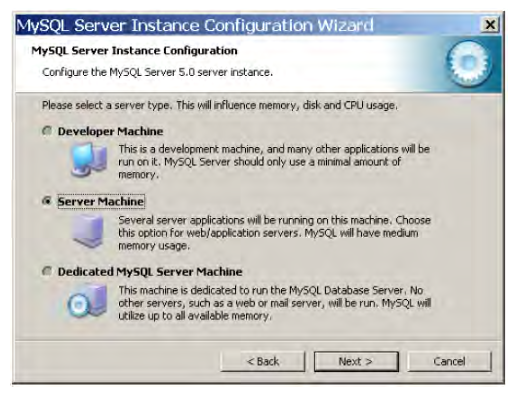 MySQL Server Instance Configuration Wizard
MySQL Server Instance Configuration
Configure the MySQL Server 5.0 server instance.
Please select a server type. This will influence memory, disk and CPU usage.
Developer Machine
This is a development machine, and many other applications will be
run on it. MySQL Server should only use a minimal amount of
memory.
Server Machine
Several server applications will be running on this machine. Choose
this option for web/application servers. MySQL will have medium
memory usage.
Dedicated MySQL Server Machine
This machine is dedicated to run the MySQL Database Server. No
other servers, such as a web or mail server, will be run. MySQL will
utilize up to all available memory.
< Back
Next >
Cancel